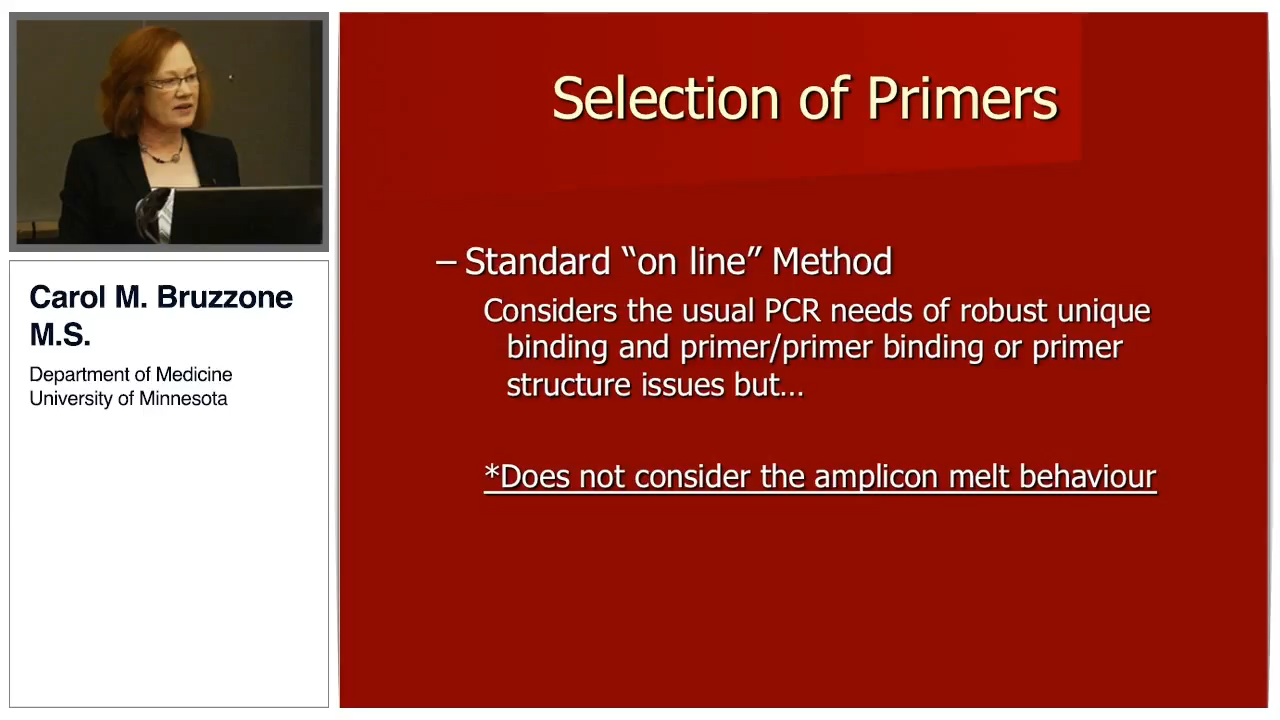 Carol M. Bruzzone
M.S.
Department of Medicine
University of Minnesota
Selection of Primers
– Standard “on line” Method
Considers the usual PCR needs of robust unique
binding and primer/primer binding or primer
structure issues but...
*Does not consider the amplicon melt behaviour